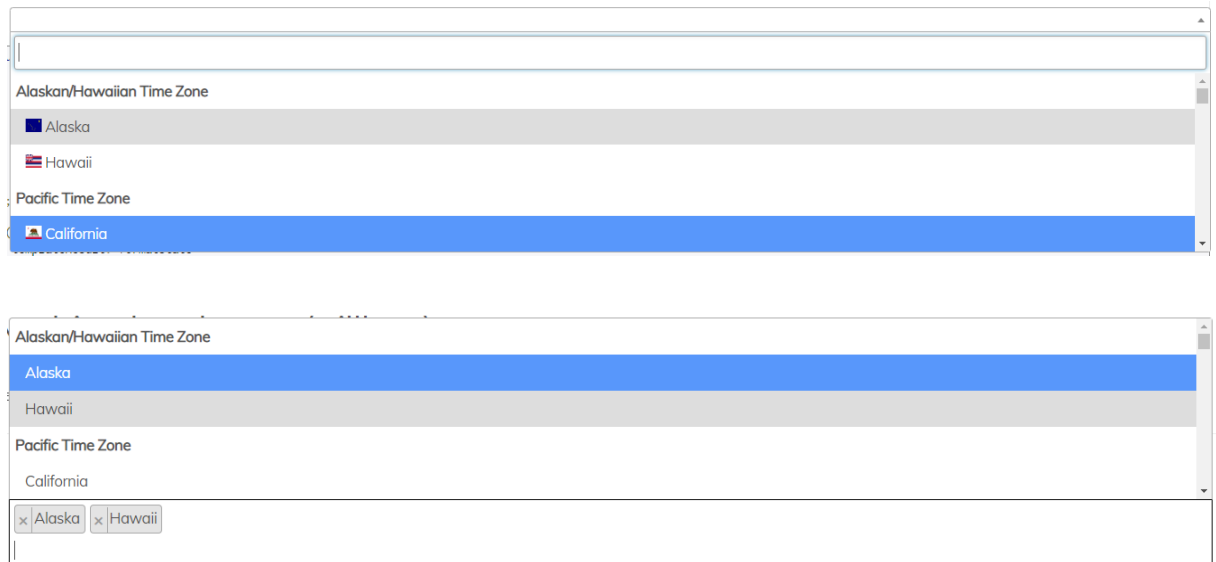 Alaskan/Hawaiian Time Zone
Alaska
Hawaii
Pacific Time Zone
California
Alaskan/Hawaiian Time Zone
Alaska
Hawaii
Pacific Time Zone
California
× Alaska × Hawaii